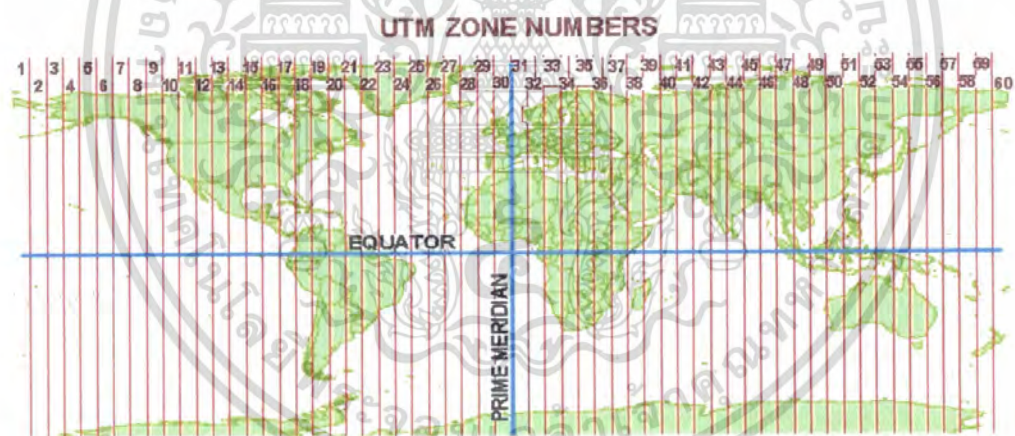 UTM ZONE NUMBERS
1 3 5 7 9 11 13 15 17 19 21 23 25 27 29 31 33 35 37 39 41 43 45 47 49 51 53 55 57 59
2 4 6 8 10 12 14 16 18 20 22 24 26 28 30 32 34 36 38 40 42 44 46 48 50 52 54 56 58 60
EQUATOR
PRIME MERIDIAN